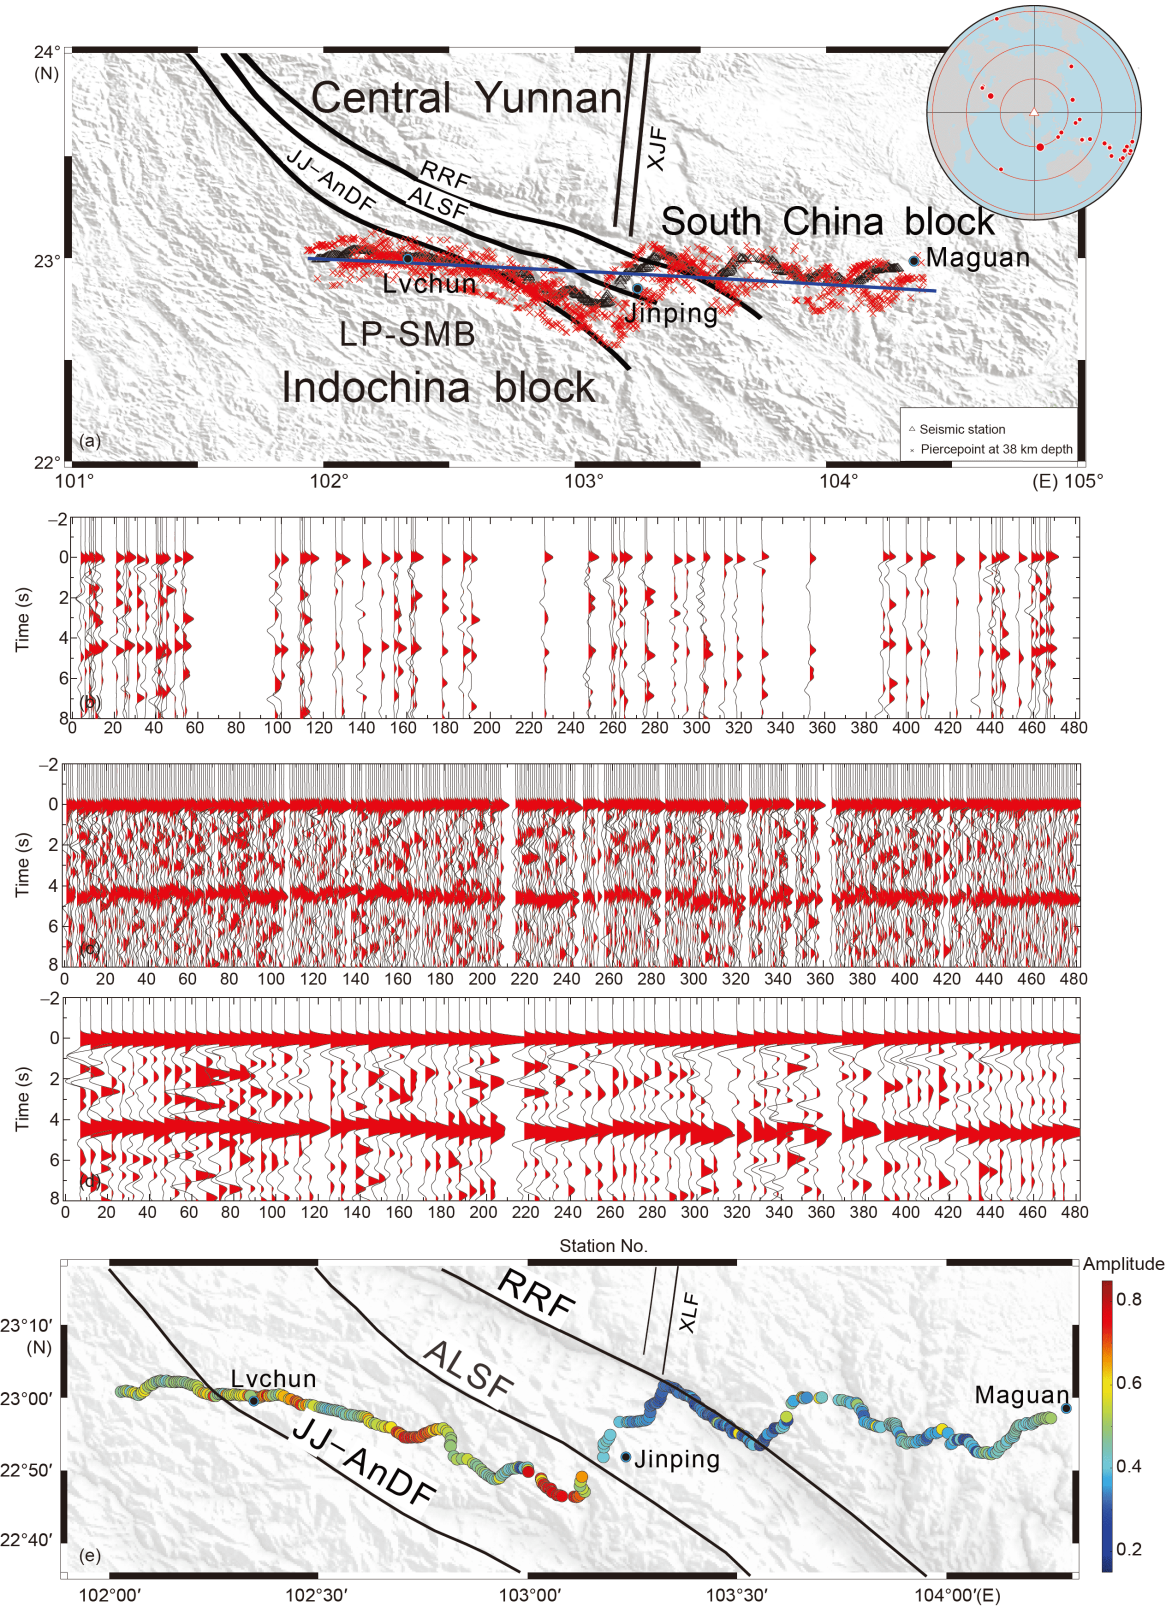 24°
(N)
Central Yunnan
XJF
RRF
JJ–AnDF
ALSF
South China block
Maguan
23°
Lvchun
Jinping
LP-SMB
Indochina block
Seismic station
Piercepoint at 38 km depth
(a)
22°
101° 102° 103° 104° (E) 105°
–2
0
2
4
6
8
Time (s)
(b)
0 20 40 60 80 100 120 140 160 180 200 220 240 260 280 300 320 340 360 380 400 420 440 460 480
–2
0
2
4
6
8
Time (s)
(c)
0 20 40 60 80 100 120 140 160 180 200 220 240 260 280 300 320 340 360 380 400 420 440 460 482
–2
0
2
4
6
8
Time (s)
(d)
0 20 40 60 80 100 120 140 160 180 200 220 240 260 280 300 320 340 360 380 400 420 440 460 482
Station No.
Amplitude
0.8
0.6
0.4
0.2
23°10′
(N)
23°00′
22°50′
22°40′
RRF
XLF
ALSF
Lvchun
Maguan
JJ–AnDF
Jinping
(e)
102°00′ 102°30′ 103°00′ 103°30′ 104°00′(E)